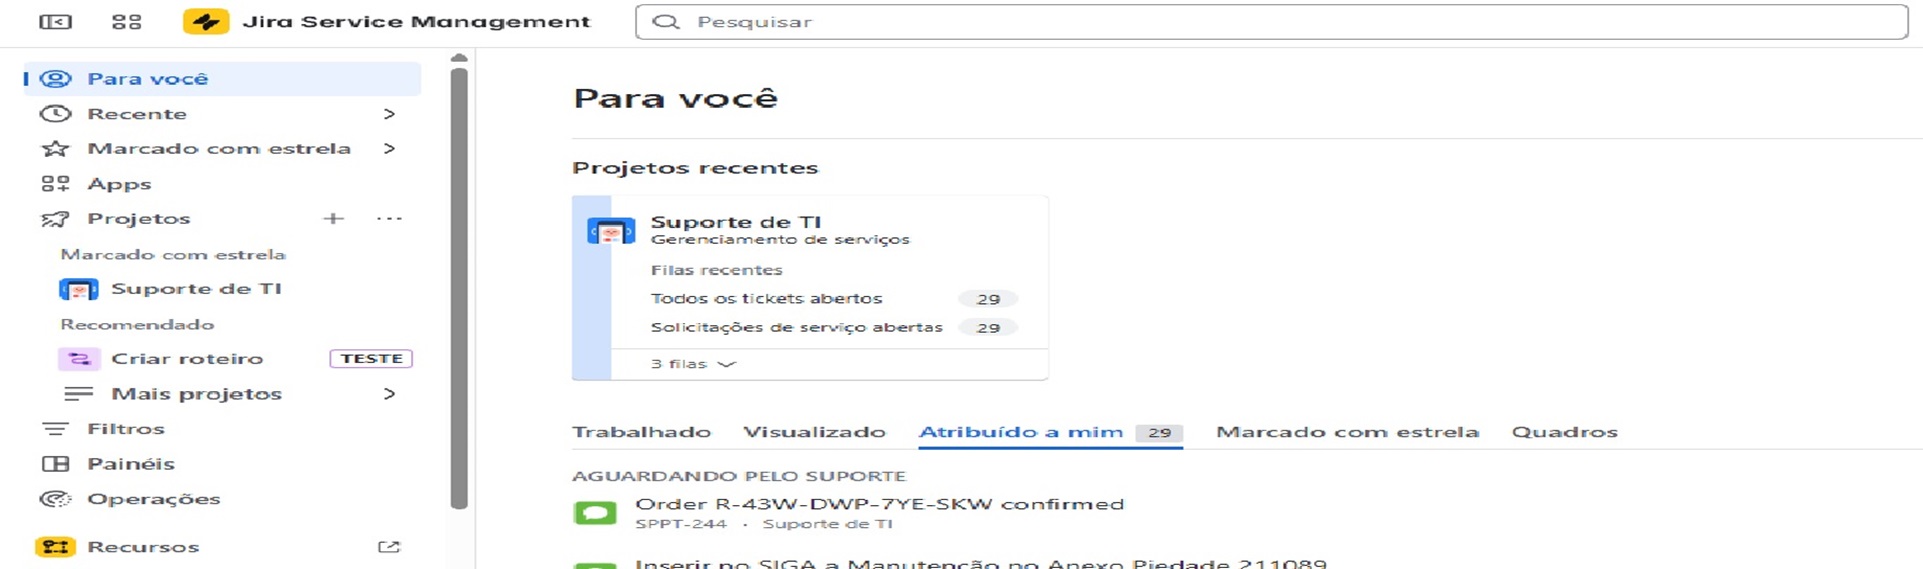 Jira Service Management
Pesquisar
Para você
Recente
Marcado com estrela
Apps
Projetos
Marcado com estrela
Suporte de TI
Recomendado
Criar roteiro TESTE
Mais projetos
Filtros
Painéis
Operações
Recursos
Para você
Projetos recentes
Suporte de TI
Gerenciamento de serviços
Filas recentes
Todos os tickets abertos 29
Solicitações de serviço abertas 29
3 filas
Trabalhado Visualizado Atribuído a mim 29 Marcado com estrela Quadros
AGUARDANDO PELO SUPORTE
Order R-43W-DWP-7YE-SKW confirmed
SPPT-244 · Suporte de TI
Inserir no SIGA a Manutenção no Anexo Piedade 211089